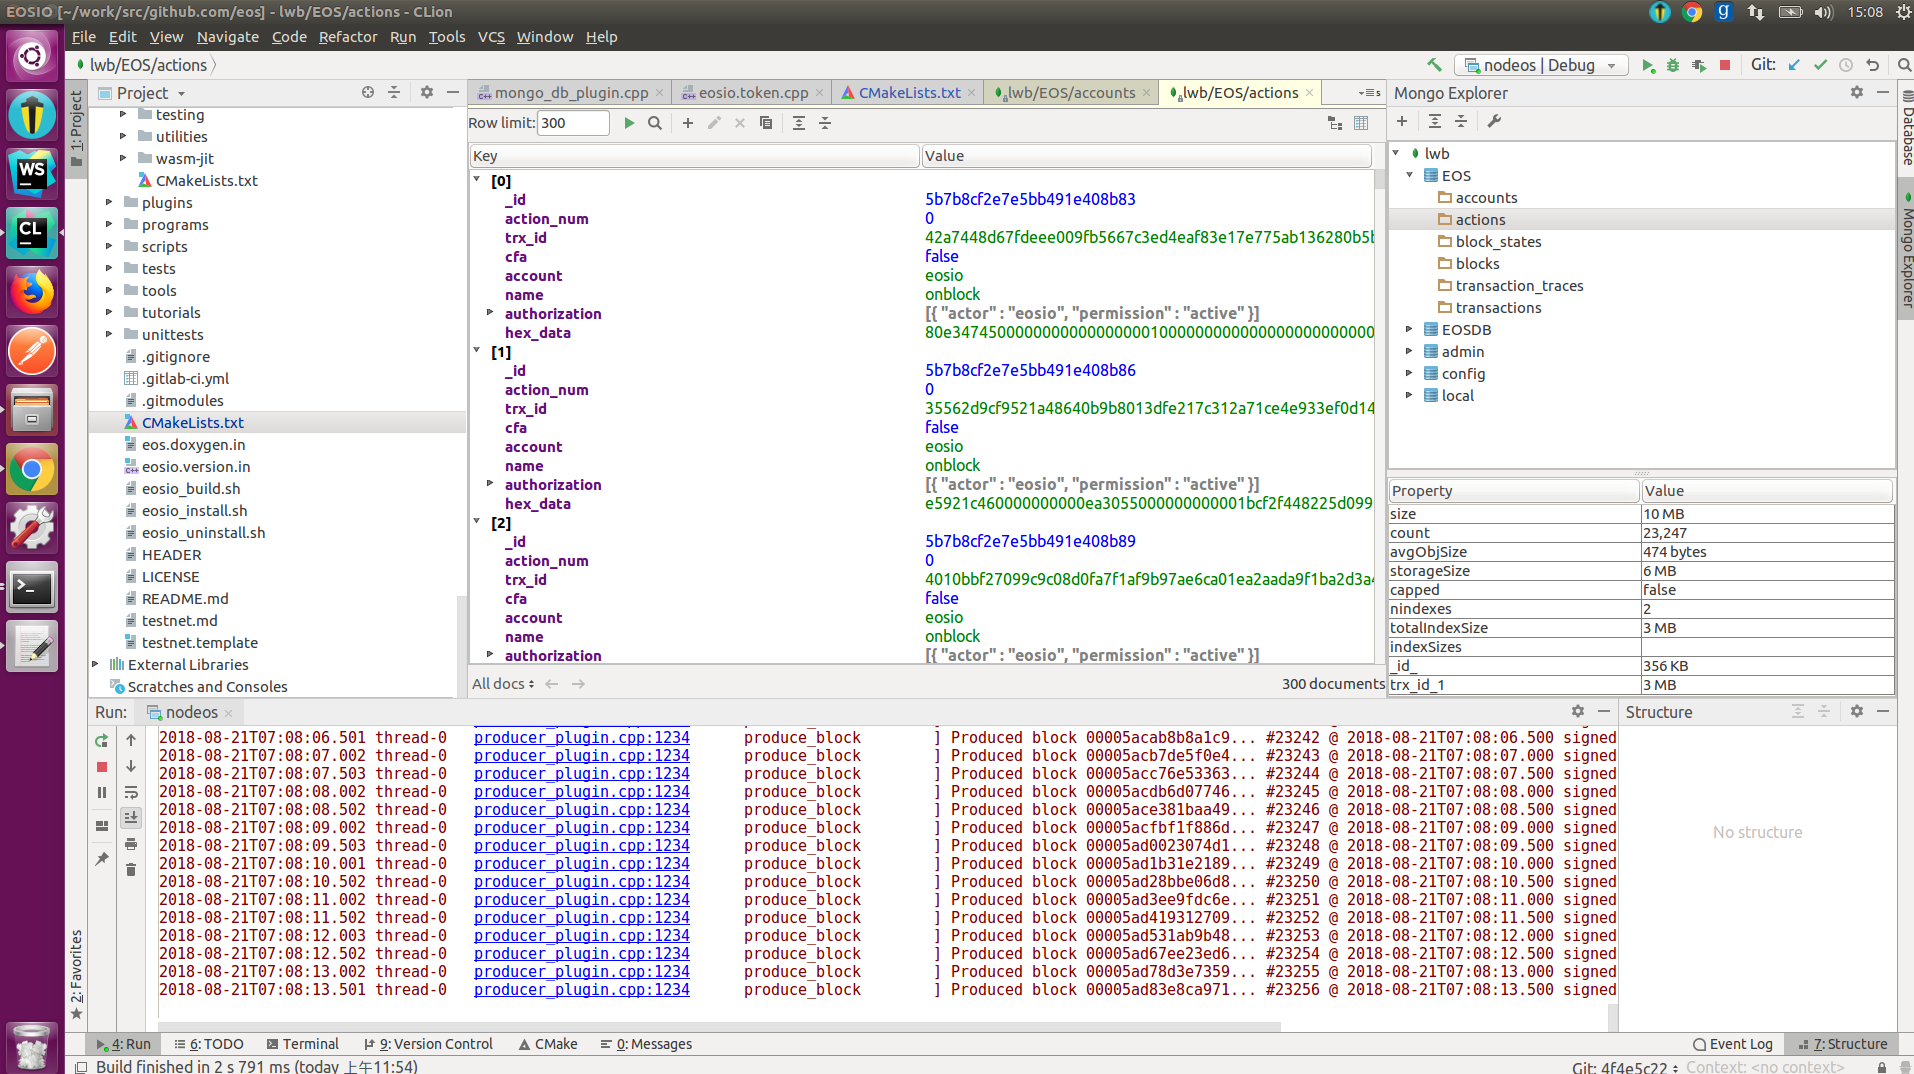 EOSIO [~/work/src/github.com/eos] - lwb/EOS/actions - CLion
15:08
File Edit View Navigate Code Refactor Run Tools VCS Window Help
lwb/EOS/actions
nodeos | Debug
Git:
1: Project
Project
mongo_db_plugin.cpp
eosio.token.cpp
CMakeLists.txt
lwb/EOS/accounts
lwb/EOS/actions
Mongo Explorer
Database
Mongo Explorer
testing
utilities
wasm-jit
CMakeLists.txt
plugins
programs
scripts
tests
tools
tutorials
unittests
.gitignore
.gitlab-ci.yml
.gitmodules
CMakeLists.txt
eos.doxygen.in
eosio.version.in
eosio_build.sh
eosio_install.sh
eosio_uninstall.sh
HEADER
LICENSE
README.md
testnet.md
testnet.template
External Libraries
Scratches and Consoles
Row limit: 300
Key Value
[0]
_id 5b7b8cf2e7e5bb491e408b83
action_num 0
trx_id 42a7448d67fdeee009fb5667c3ed4eaf83e17e775ab136280b5b
cfa false
account eosio
name onblock
authorization [{ "actor" : "eosio", "permission" : "active" }]
hex_data
[1]
_id 5b7b8cf2e7e5bb491e408b86
action_num 0
trx_id 35562d9cf9521a48640b9b8013dfe217c312a71ce4e933ef0d14
cfa false
account eosio
name onblock
authorization [{ "actor" : "eosio", "permission" : "active" }]
hex_data e5921c460000000000ea3055000000000001bcf2f448225d099
[2]
_id 5b7b8cf2e7e5bb491e408b89
action_num 0
trx_id 4010bbf27099c9c08d0fa7f1af9b97ae6ca01ea2aada9f1ba2d3a4
cfa false
account eosio
name onblock
authorization [{ "actor" : "eosio", "permission" : "active" }]
All docs
300 documents
lwb
EOS
accounts
actions
block_states
blocks
transaction_traces
transactions
EOSDB
admin
config
local
Property Value
size 10 MB
count 23,247
avgObjSize 474 bytes
storageSize 6 MB
capped false
nindexes 2
totalIndexSize 3 MB
indexSizes
_id_ 356 KB
trx_id_1 3 MB
Run: nodeos
Structure
No structure
2018-08-21T07:08:06.501 thread-0 producer_plugin.cpp:1234 produce_block ] Produced block 00005acab8b8a1c9... #23242 @ 2018-08-21T07:08:06.500 signed
2018-08-21T07:08:07.002 thread-0 producer_plugin.cpp:1234 produce_block ] Produced block 00005acb7de5f0e4... #23243 @ 2018-08-21T07:08:07.000 signed
2018-08-21T07:08:07.503 thread-0 producer_plugin.cpp:1234 produce_block ] Produced block 00005acc76e53363... #23244 @ 2018-08-21T07:08:07.500 signed
2018-08-21T07:08:08.002 thread-0 producer_plugin.cpp:1234 produce_block ] Produced block 00005acdb6d07746... #23245 @ 2018-08-21T07:08:08.000 signed
2018-08-21T07:08:08.502 thread-0 producer_plugin.cpp:1234 produce_block ] Produced block 00005ace381baa49... #23246 @ 2018-08-21T07:08:08.500 signed
2018-08-21T07:08:09.002 thread-0 producer_plugin.cpp:1234 produce_block ] Produced block 00005acfbf1f886d... #23247 @ 2018-08-21T07:08:09.000 signed
2018-08-21T07:08:09.503 thread-0 producer_plugin.cpp:1234 produce_block ] Produced block 00005ad0023074d1... #23248 @ 2018-08-21T07:08:09.500 signed
2018-08-21T07:08:10.001 thread-0 producer_plugin.cpp:1234 produce_block ] Produced block 00005ad1b31e2189... #23249 @ 2018-08-21T07:08:10.000 signed
2018-08-21T07:08:10.502 thread-0 producer_plugin.cpp:1234 produce_block ] Produced block 00005ad28bbe06d8... #23250 @ 2018-08-21T07:08:10.500 signed
2018-08-21T07:08:11.002 thread-0 producer_plugin.cpp:1234 produce_block ] Produced block 00005ad3ee9fdc6e... #23251 @ 2018-08-21T07:08:11.000 signed
2018-08-21T07:08:11.502 thread-0 producer_plugin.cpp:1234 produce_block ] Produced block 00005ad419312709... #23252 @ 2018-08-21T07:08:11.500 signed
2018-08-21T07:08:12.003 thread-0 producer_plugin.cpp:1234 produce_block ] Produced block 00005ad531ab9b48... #23253 @ 2018-08-21T07:08:12.000 signed
2018-08-21T07:08:12.502 thread-0 producer_plugin.cpp:1234 produce_block ] Produced block 00005ad67ee23ed6... #23254 @ 2018-08-21T07:08:12.500 signed
2018-08-21T07:08:13.002 thread-0 producer_plugin.cpp:1234 produce_block ] Produced block 00005ad78d3e7359... #23255 @ 2018-08-21T07:08:13.000 signed
2018-08-21T07:08:13.501 thread-0 producer_plugin.cpp:1234 produce_block ] Produced block 00005ad83e8ca971... #23256 @ 2018-08-21T07:08:13.500 signed
2: Favorites
4: Run 6: TODO Terminal 9: Version Control CMake 0: Messages Event Log 7: Structure
Build finished in 2 s 791 ms (today 上午11:54)
Git: 4f4e5c22 Context: <no context>